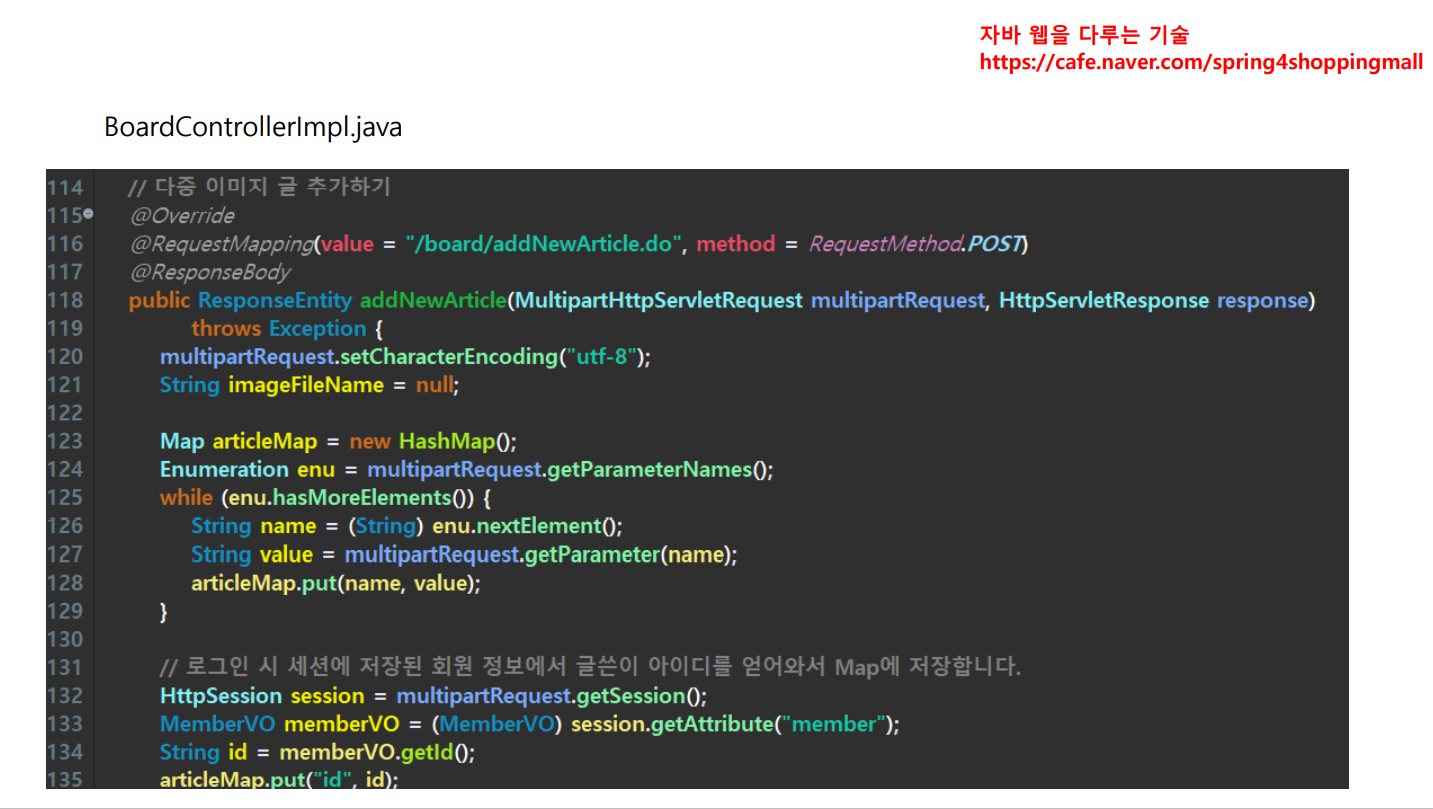 자바 웹을 다루는 기술
https://cafe.naver.com/spring4shoppingmall
BoardControllerImpl.java
114 // 다중 이미지 글 추가하기
115 @Override
116 @RequestMapping(value = "/board/addNewArticle.do", method = RequestMethod.POST)
117 @ResponseBody
118 public ResponseEntity addNewArticle(MultipartHttpServletRequest multipartRequest, HttpServletResponse response)
119 throws Exception {
120 multipartRequest.setCharacterEncoding("utf-8");
121 String imageFileName = null;
122
123 Map articleMap = new HashMap();
124 Enumeration enu = multipartRequest.getParameterNames();
125 while (enu.hasMoreElements()) {
126 String name = (String) enu.nextElement();
127 String value = multipartRequest.getParameter(name);
128 articleMap.put(name, value);
129 }
130
131 // 로그인 시 세션에 저장된 회원 정보에서 글쓴이 아이디를 얻어와서 Map에 저장합니다.
132 HttpSession session = multipartRequest.getSession();
133 MemberVO memberVO = (MemberVO) session.getAttribute("member");
134 String id = memberVO.getId();
135 articleMap.put("id", id);